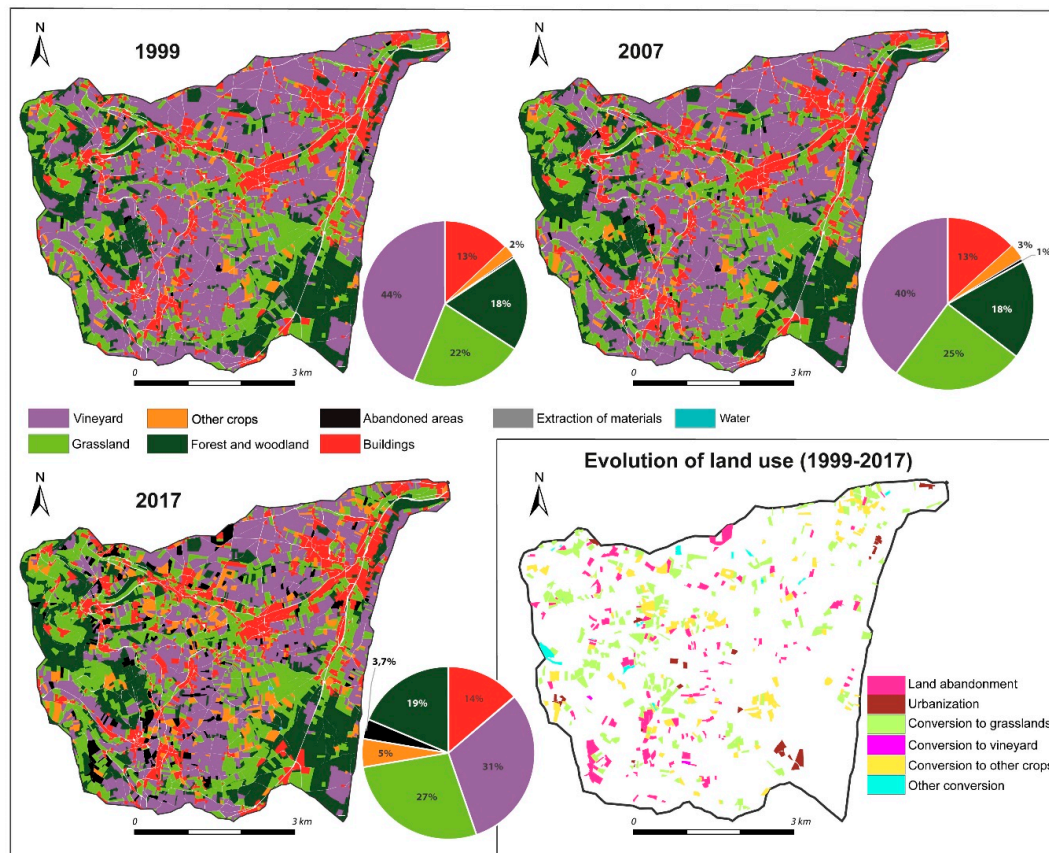 N
1999
N
2007
44%
13%
2%
18%
22%
40%
13%
3%
1%
18%
25%
0
3 km
0
3 km
Vineyard
Other crops
Abandoned areas
Extraction of materials
Water
Grassland
Forest and woodland
Buildings
N
2017
3,7%
19%
14%
5%
31%
27%
0
3 km
Evolution of land use (1999-2017)
N
Land abandonment
Urbanization
Conversion to grasslands
Conversion to vineyard
Conversion to other crops
Other conversion
0
3 km